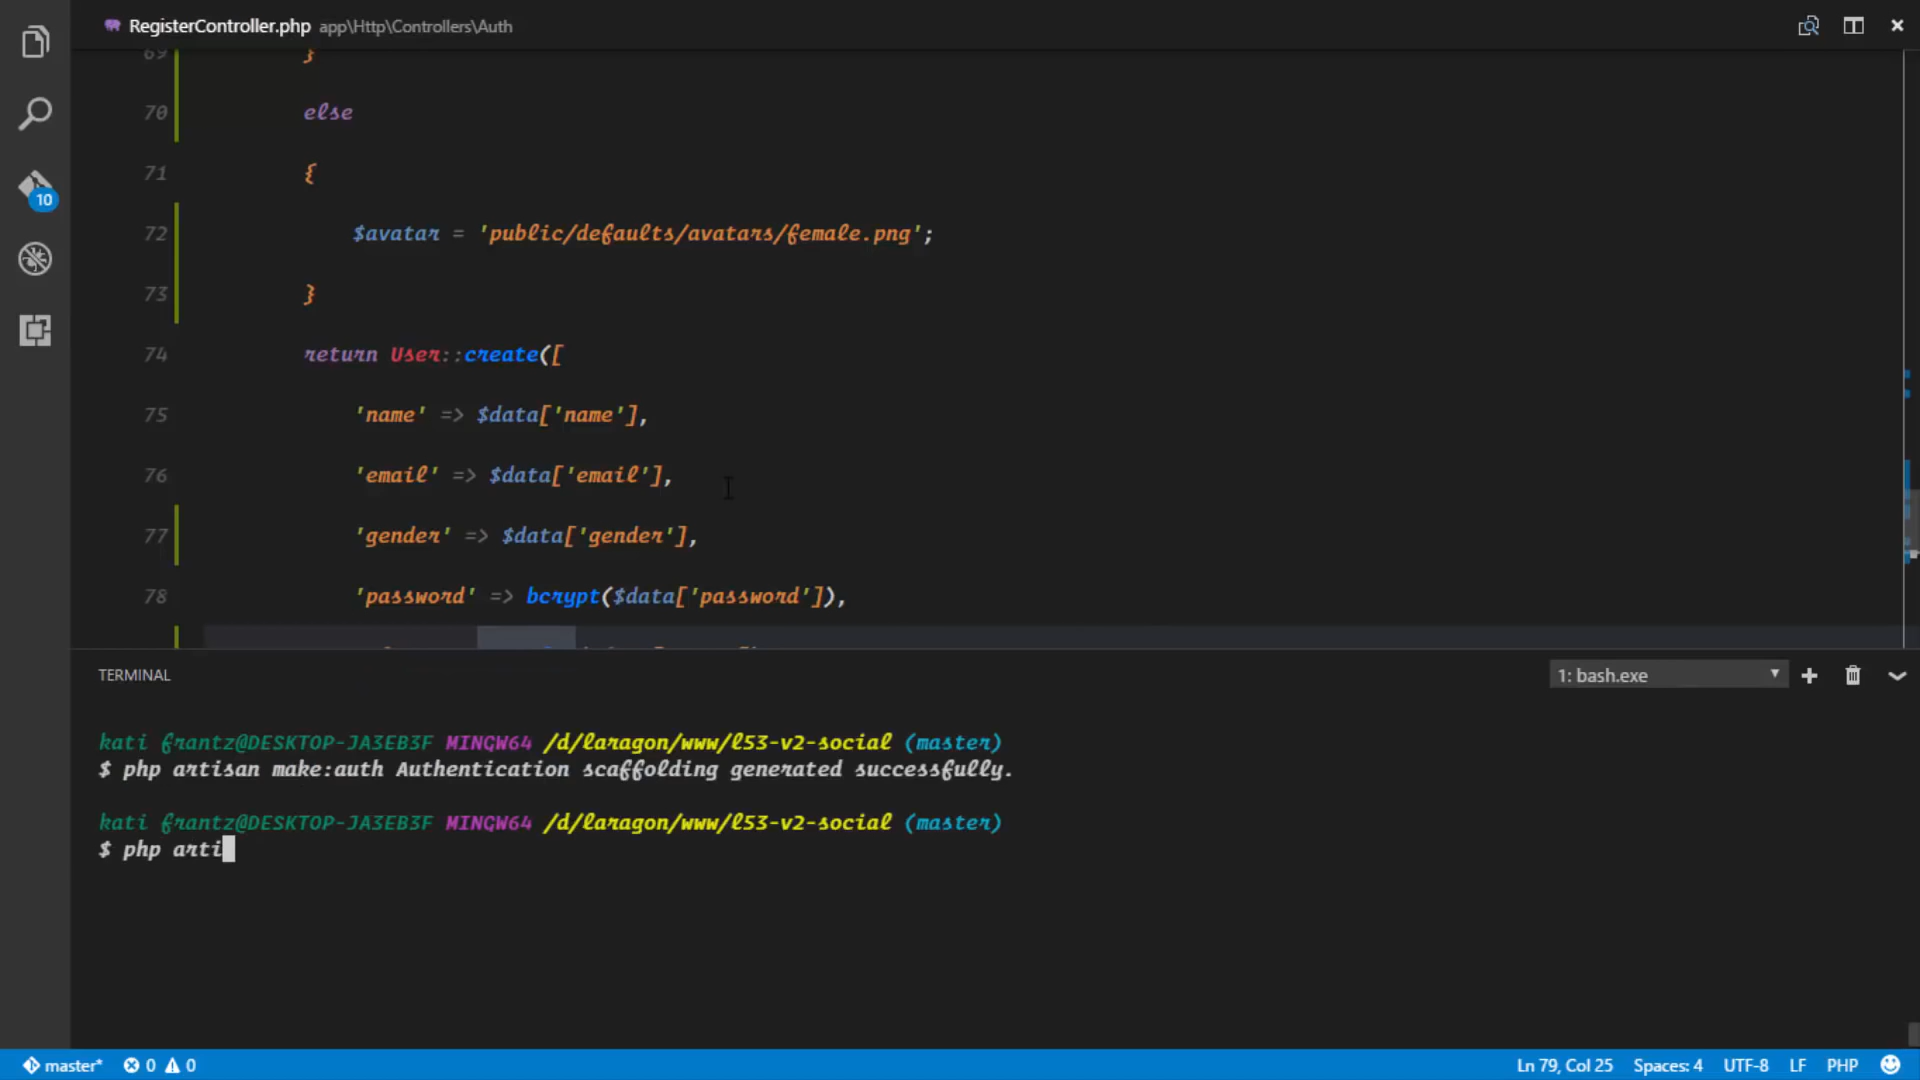 RegisterController.php app\Http\Controllers\Auth
69 }
70 else
71 {
72 $avatar = 'public/defaults/avatars/female.png';
73 }
74 return User::create([
75 'name' => $data['name'],
76 'email' => $data['email'],
77 'gender' => $data['gender'],
78 'password' => bcrypt($data['password']),
10
TERMINAL
1: bash.exe
kati frantz@DESKTOP-JA3EB3F MINGW64 /d/laragon/www/l53-v2-social (master)
$ php artisan make:auth Authentication scaffolding generated successfully.
kati frantz@DESKTOP-JA3EB3F MINGW64 /d/laragon/www/l53-v2-social (master)
$ php arti
master* 0 0 Ln 79, Col 25 Spaces: 4 UTF-8 LF PHP